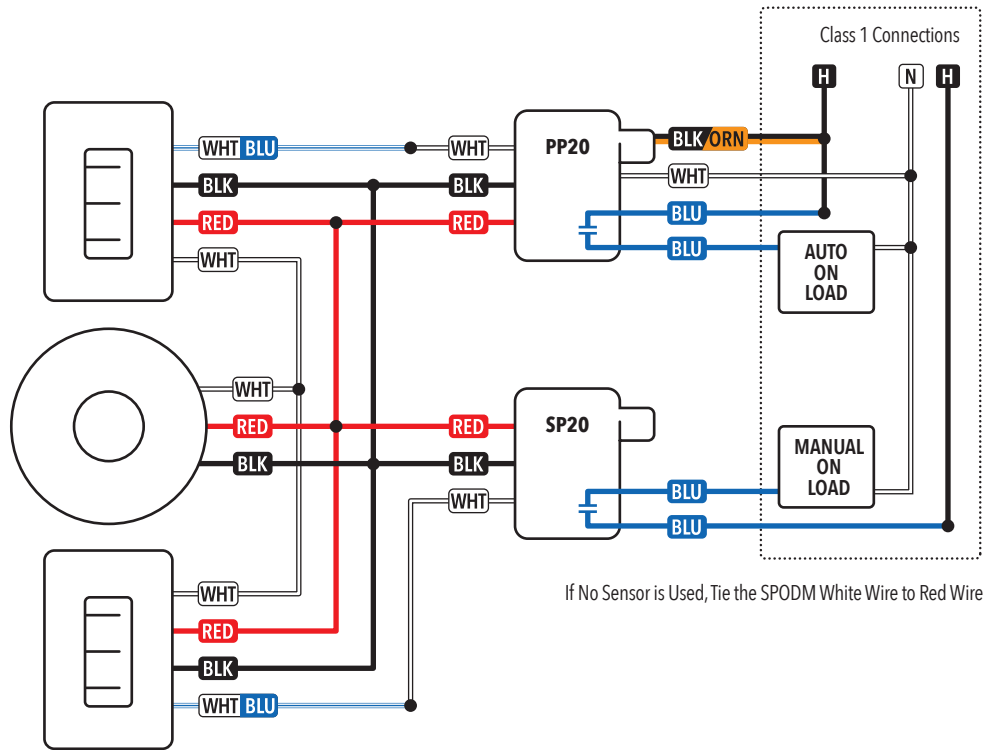 Class 1 Connections
H
N
H
WHT BLU
WHT
PP20
BLK/ORN
BLK
BLK
WHT
RED
RED
BLU
WHT
BLU
AUTO
ON
LOAD
WHT
SP20
RED
RED
MANUAL
ON
LOAD
BLK
BLK
WHT
BLU
BLU
WHT
If No Sensor is Used, Tie the SPODM White Wire to Red Wire
RED
BLK
WHT BLU